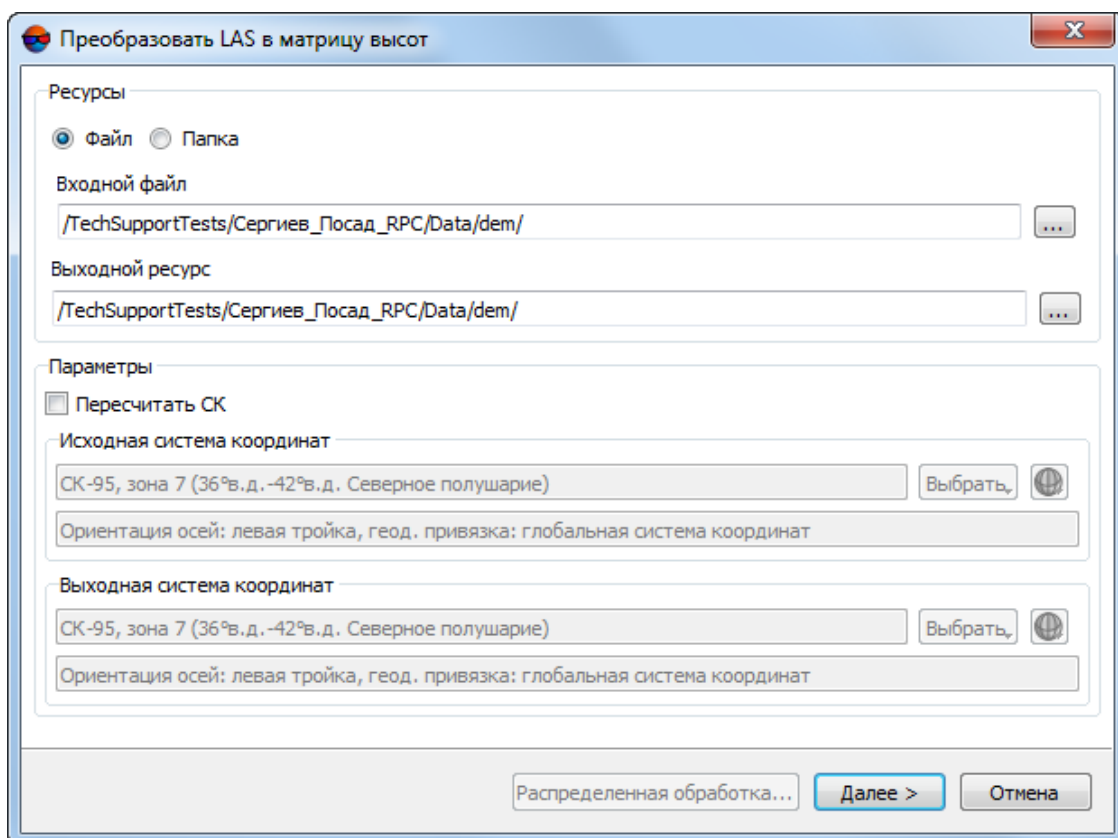 Преобразовать LAS в матрицу высот
Ресурсы
Файл Папка
Входной файл
/TechSupportTests/Сергиев_Посад_RPC/Data/dem/ ...
Выходной ресурс
/TechSupportTests/Сергиев_Посад_RPC/Data/dem/ ...
Параметры
Пересчитать СК
Исходная система координат
СК-95, зона 7 (36°в.д.-42°в.д. Северное полушарие) Выбрать
Ориентация осей: левая тройка, геод. привязка: глобальная система координат
Выходная система координат
СК-95, зона 7 (36°в.д.-42°в.д. Северное полушарие) Выбрать
Ориентация осей: левая тройка, геод. привязка: глобальная система координат
Распределенная обработка... Далее > Отмена